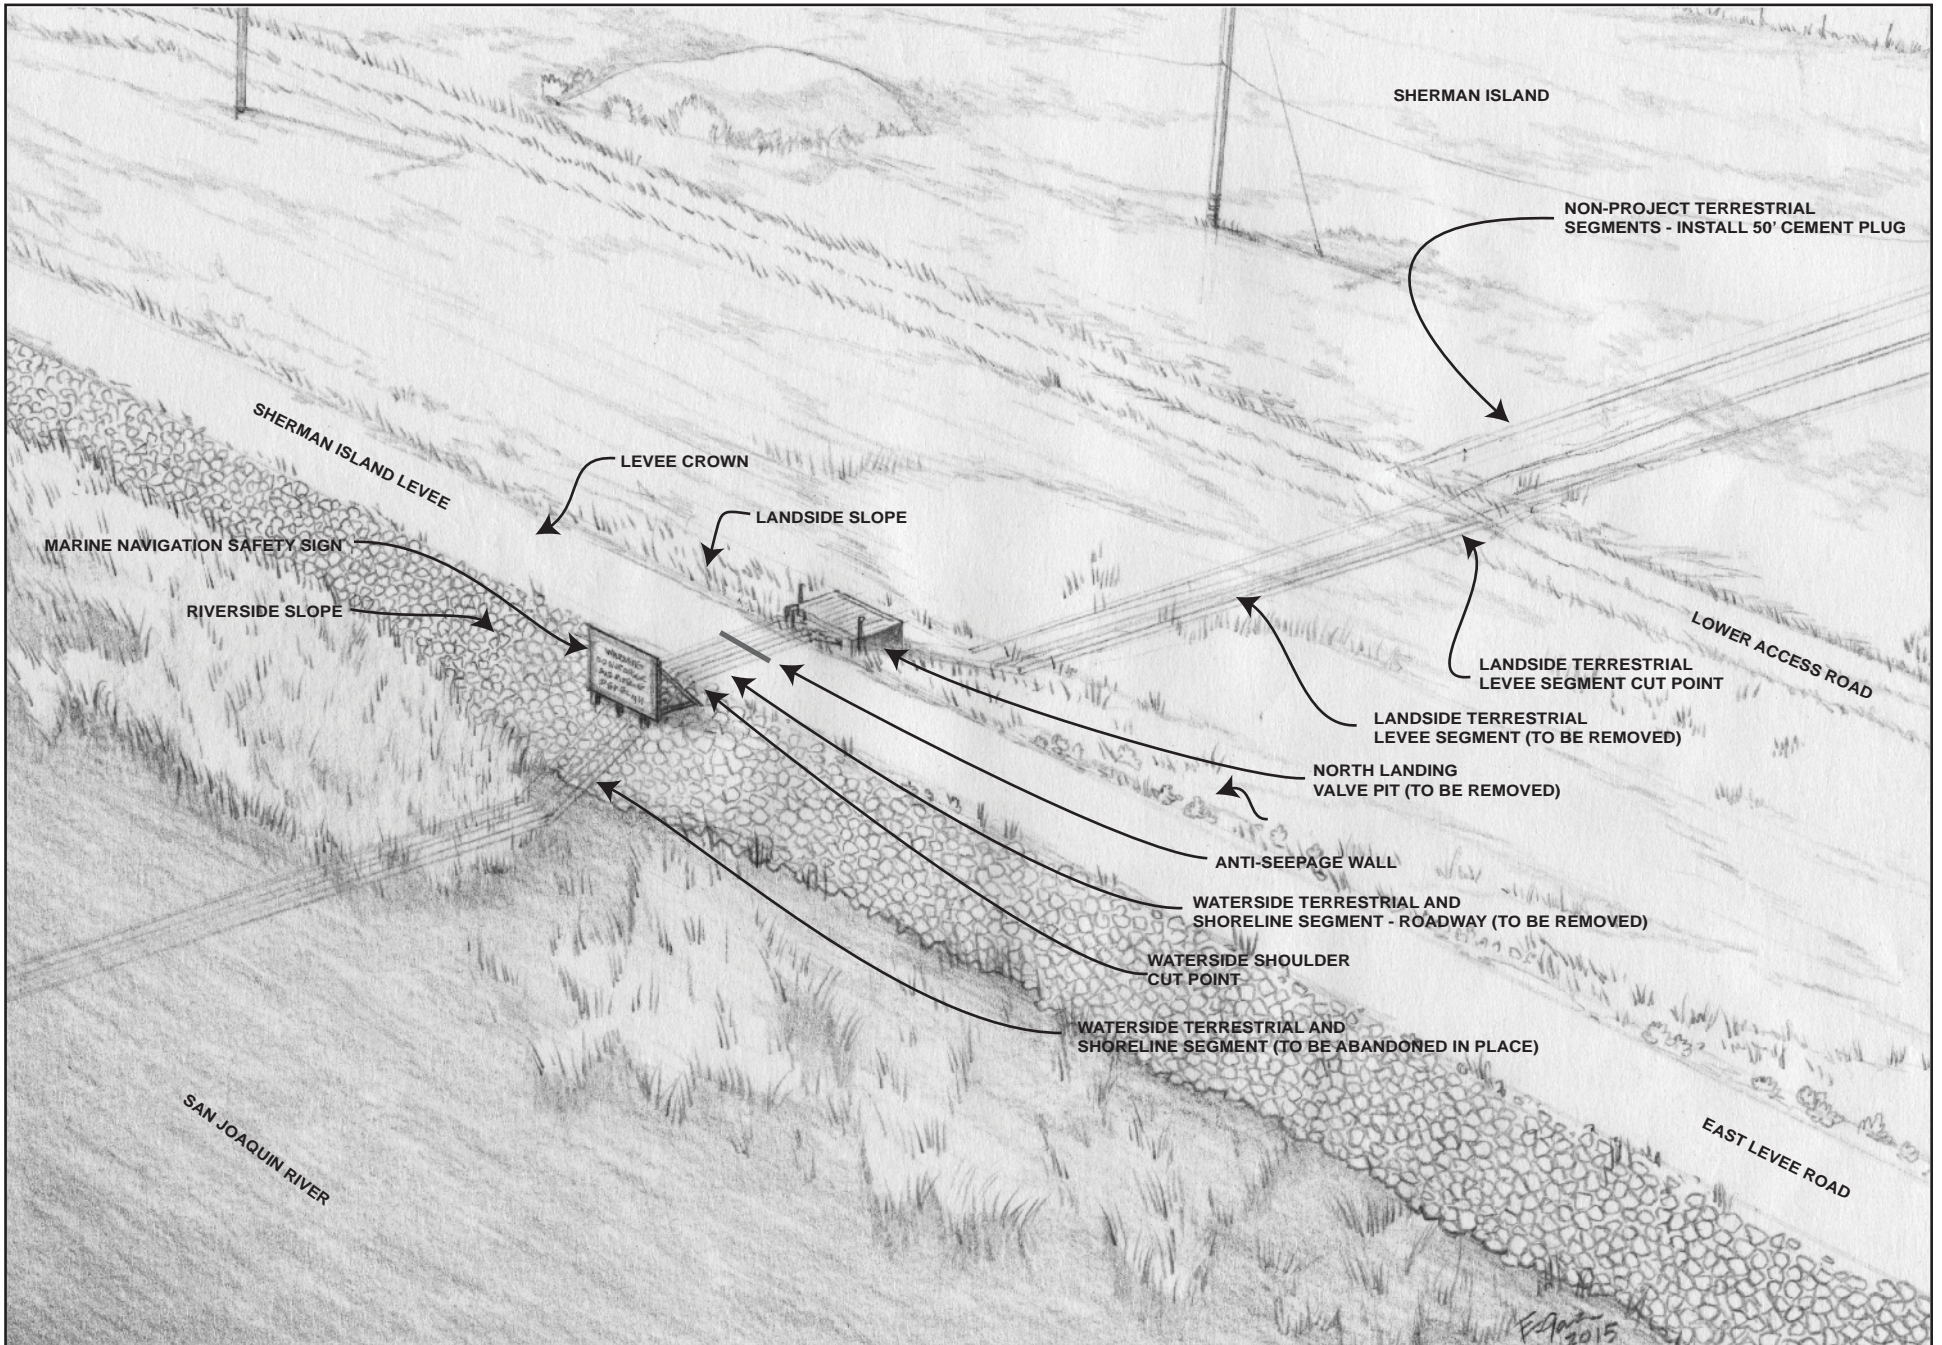 SHERMAN ISLAND
NON-PROJECT TERRESTRIAL
SEGMENTS - INSTALL 50' CEMENT PLUG
SHERMAN ISLAND LEVEE
LEVEE CROWN
LANDSIDE SLOPE
MARINE NAVIGATION SAFETY SIGN
RIVERSIDE SLOPE
WARNING
LOWER ACCESS ROAD
LANDSIDE TERRESTRIAL
LEVEE SEGMENT CUT POINT
LANDSIDE TERRESTRIAL
LEVEE SEGMENT (TO BE REMOVED)
NORTH LANDING
VALVE PIT (TO BE REMOVED)
ANTI-SEEPAGE WALL
WATERSIDE TERRESTRIAL AND
SHORELINE SEGMENT - ROADWAY (TO BE REMOVED)
WATERSIDE SHOULDER
CUT POINT
WATERSIDE TERRESTRIAL AND
SHORELINE SEGMENT (TO BE ABANDONED IN PLACE)
SAN JOAQUIN RIVER
EAST LEVEE ROAD
2015